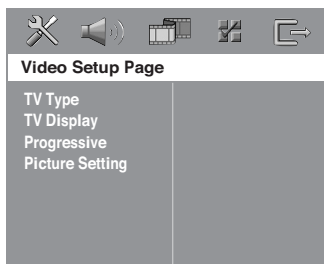 Video Setup Page
TV Type
TV Display
Progressive
Picture Setting